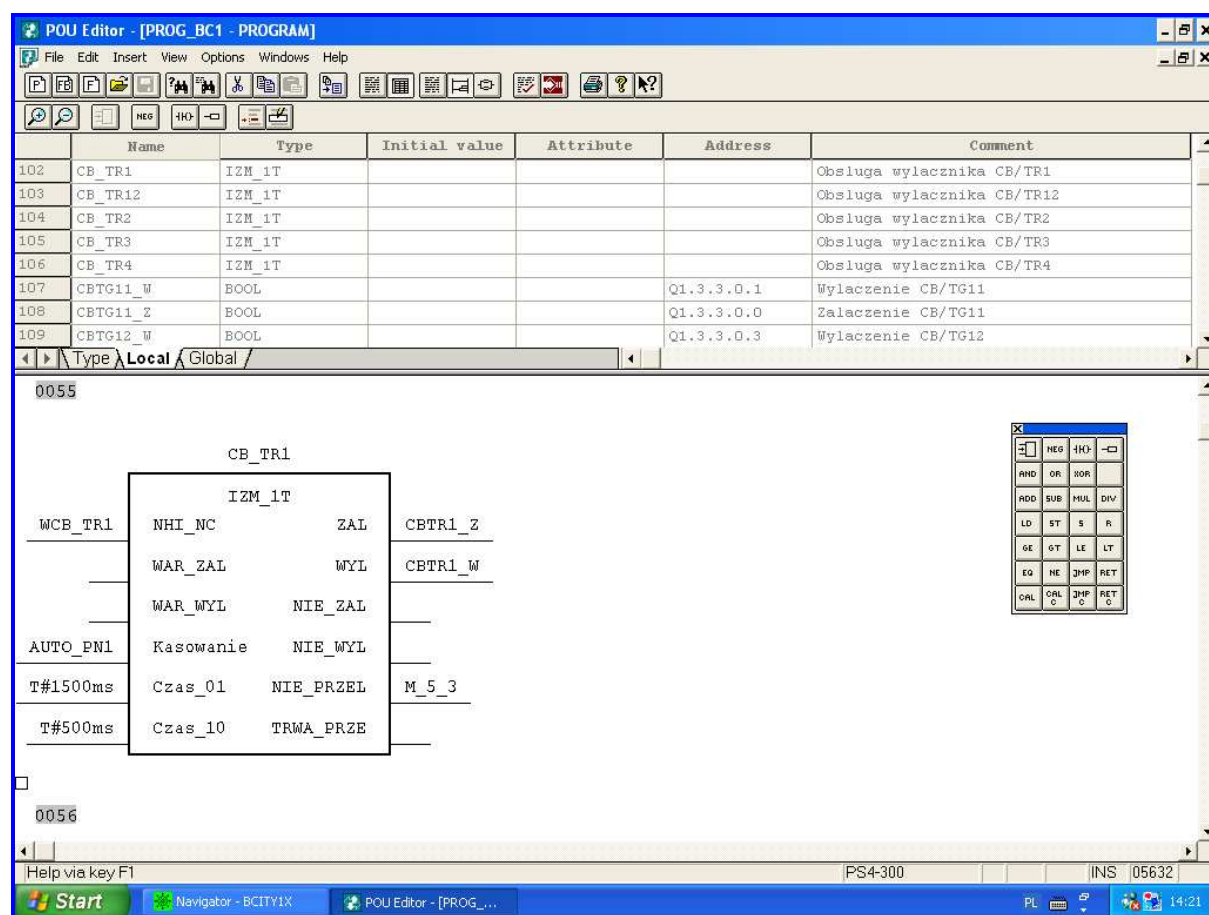 POU Editor - [PROG_BC1 - PROGRAM]
File Edit Insert View Options Windows Help
P FB F
NEG
Name Type Initial value Attribute Address Comment
102 CB_TR1 IZM_1T Obsluga wylacznika CB/TR1
103 CB_TR12 IZM_1T Obsluga wylacznika CB/TR12
104 CB_TR2 IZM_1T Obsluga wylacznika CB/TR2
105 CB_TR3 IZM_1T Obsluga wylacznika CB/TR3
106 CB_TR4 IZM_1T Obsluga wylacznika CB/TR4
107 CBTG11_W BOOL Q1.3.3.0.1 Wylaczenie CB/TG11
108 CBTG11_Z BOOL Q1.3.3.0.0 Zalaczenie CB/TG11
109 CBTG12_W BOOL Q1.3.3.0.3 Wylaczenie CB/TG12
Type Local Global
0055
CB_TR1
IZM_1T
WCB_TR1 NHI_NC ZAL CBTR1_Z
WAR_ZAL WYL CBTR1_W
WAR_WYL NIE_ZAL
AUTO_PN1 Kasowanie NIE_WYL
T#1500ms Czas_01 NIE_PRZEL M_5_3
T#500ms Czas_10 TRWA_PRZE
NEG
AND OR XOR
ADD SUB MUL DIV
LD ST S R
GE GT LE LT
EQ NE JMP RET
CAL CAL C JMP C RET C
0056
Help via key F1 PS4-300 INS 05632
Start Navigator - BCITY1X POU Editor - [PROG_... PL 14:21